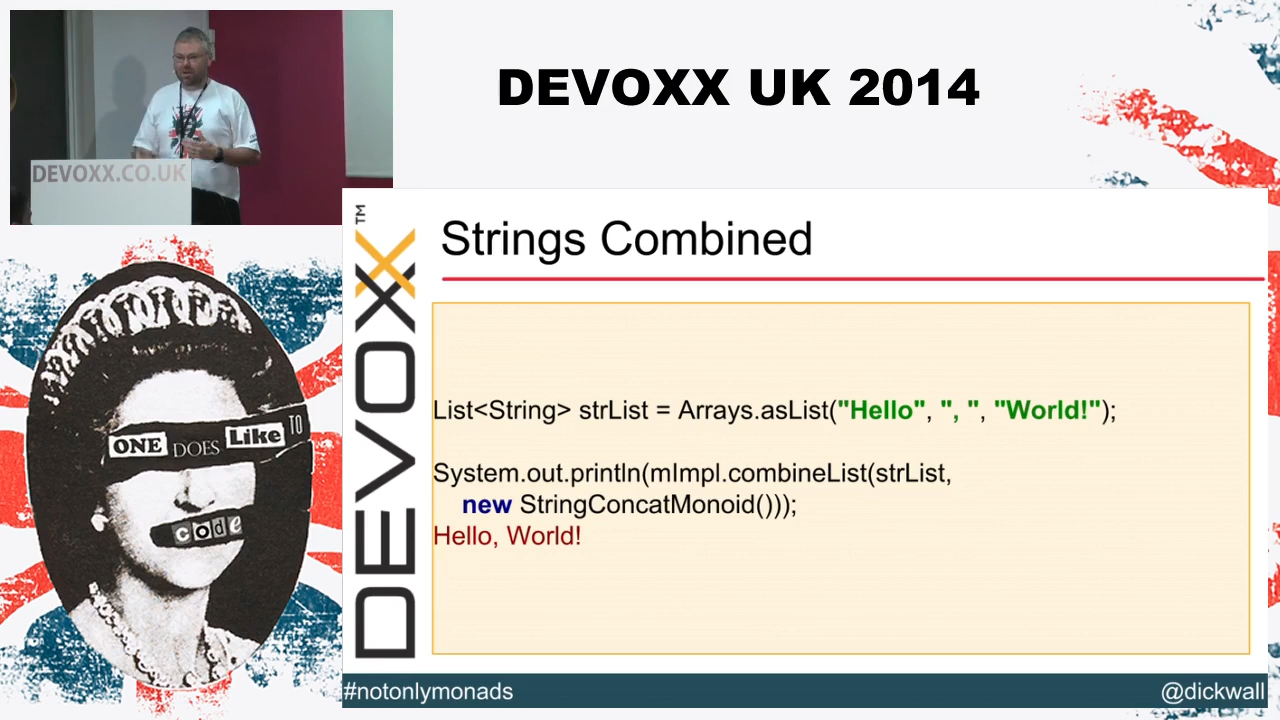 DEVOXX UK 2014
DEVOXX.CO.UK
DEVOXX™
Strings Combined
List<String> strList = Arrays.asList("Hello", ", ", "World!");
System.out.println(mImpl.combineList(strList,
new StringConcatMonoid()));
Hello, World!
ONE DOES Like TO
code
#notonlymonads
@dickwall